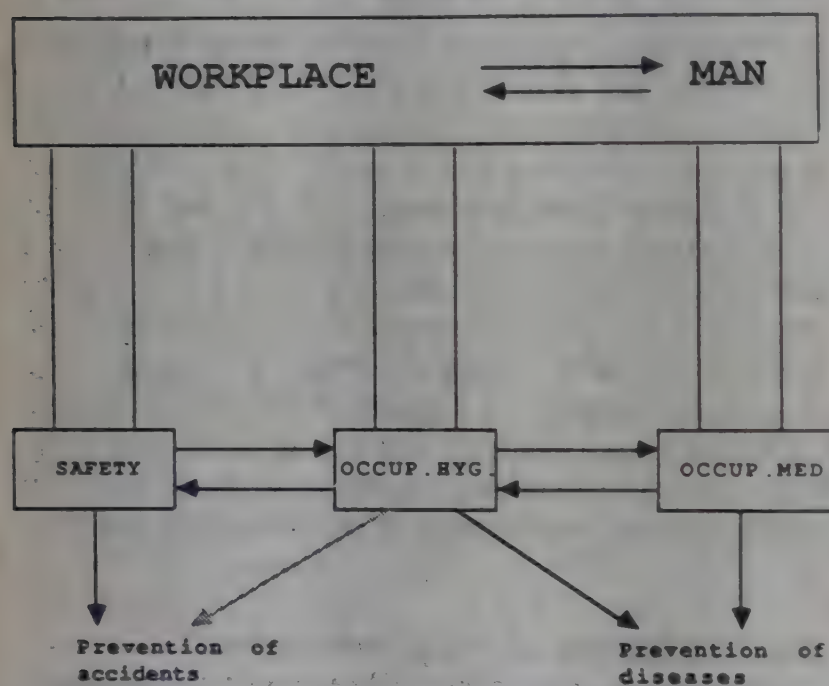 WORKPLACE MAN
SAFETY OCCUP.HYG. OCCUP.MED
Prevention of Prevention of
accidents diseases